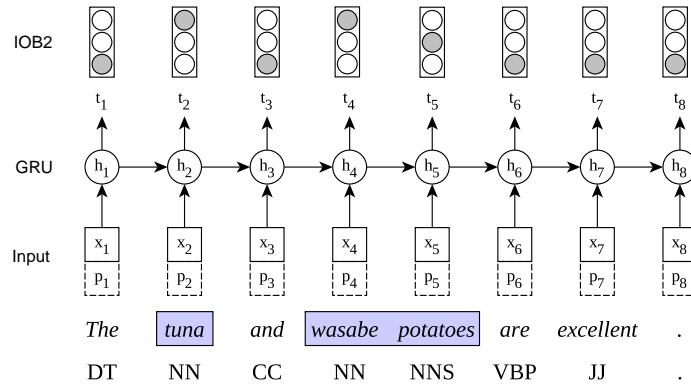 IOB2
t1 t2 t3 t4 t5 t6 t7 t8
GRU h1 h2 h3 h4 h5 h6 h7 h8
Input x1 x2 x3 x4 x5 x6 x7 x8
p1 p2 p3 p4 p5 p6 p7 p8
The tuna and wasabe potatoes are excellent .
DT NN CC NN NNS VBP JJ .